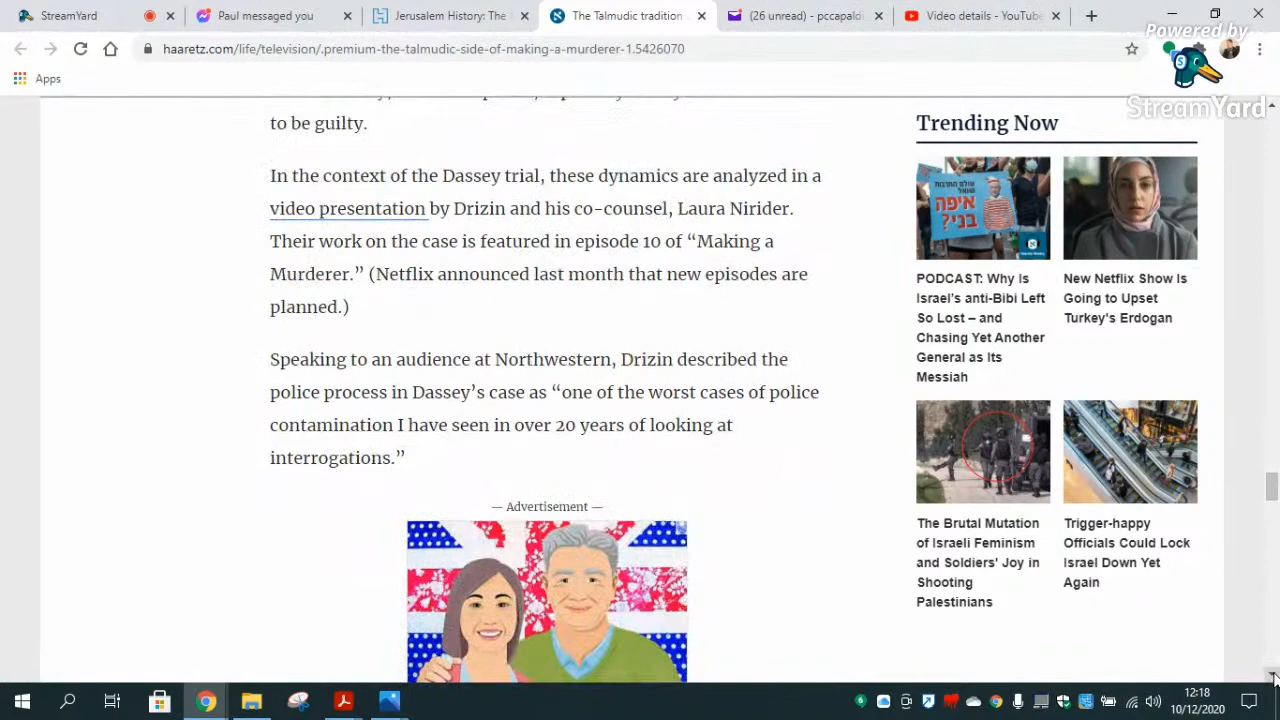 StreamYard
Paul messaged you
Jerusalem History: The
The Talmudic tradition
(26 unread) - pccapaldi
Video details - YouTube
Powered by
StreamYard
haaretz.com/life/television/.premium-the-talmudic-side-of-making-a-murderer-1.5426070
Apps
to be guilty.
In the context of the Dassey trial, these dynamics are analyzed in a
video presentation by Drizin and his co-counsel, Laura Nirider.
Their work on the case is featured in episode 10 of “Making a
Murderer.” (Netflix announced last month that new episodes are
planned.)
Speaking to an audience at Northwestern, Drizin described the
police process in Dassey’s case as “one of the worst cases of police
contamination I have seen in over 20 years of looking at
interrogations.”
— Advertisement —
Trending Now
איפה
בני?
PODCAST: Why Is
Israel’s anti-Bibi Left
So Lost – and
Chasing Yet Another
General as Its
Messiah
New Netflix Show Is
Going to Upset
Turkey's Erdogan
The Brutal Mutation
of Israeli Feminism
and Soldiers' Joy in
Shooting
Palestinians
Trigger-happy
Officials Could Lock
Israel Down Yet
Again
12:18
10/12/2020